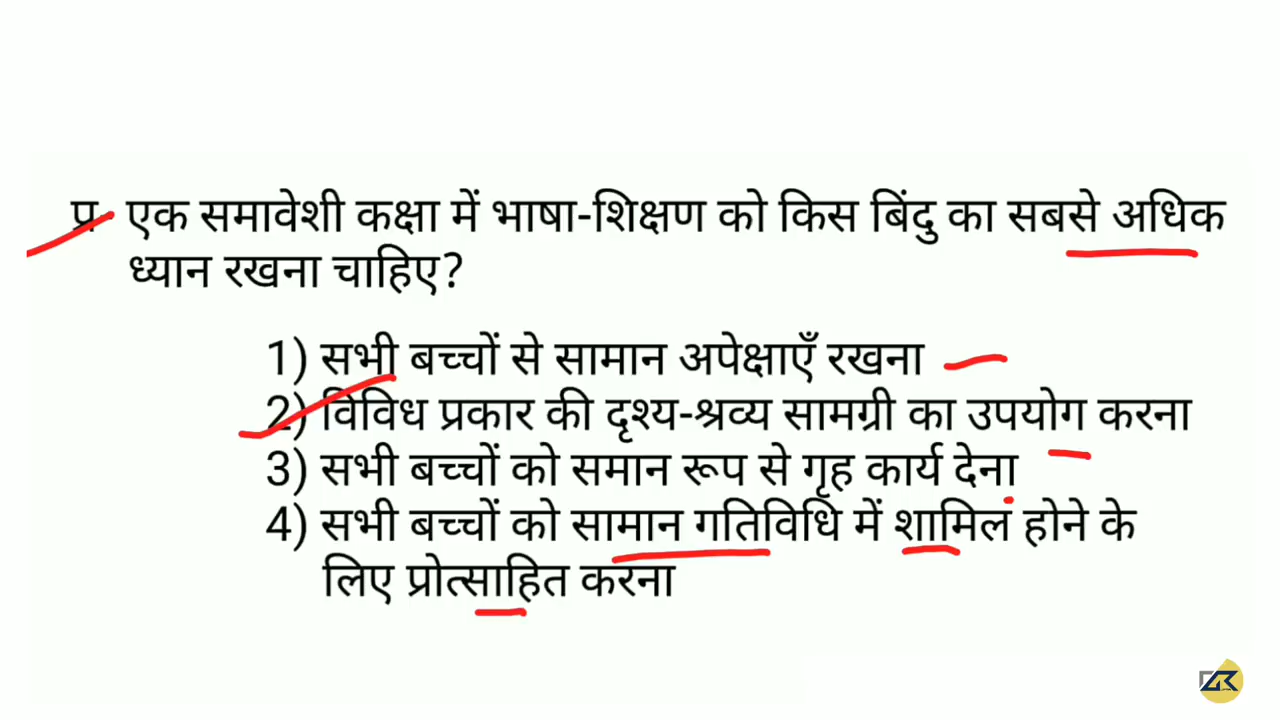 प्र- एक समावेशी कक्षा में भाषा-शिक्षण को किस बिंदु का सबसे अधिक
ध्यान रखना चाहिए?
1) सभी बच्चों से सामान अपेक्षाएँ रखना
2) विविध प्रकार की दृश्य-श्रव्य सामग्री का उपयोग करना
3) सभी बच्चों को समान रूप से गृह कार्य देना
4) सभी बच्चों को सामान गतिविधि में शामिल होने के
लिए प्रोत्साहित करना